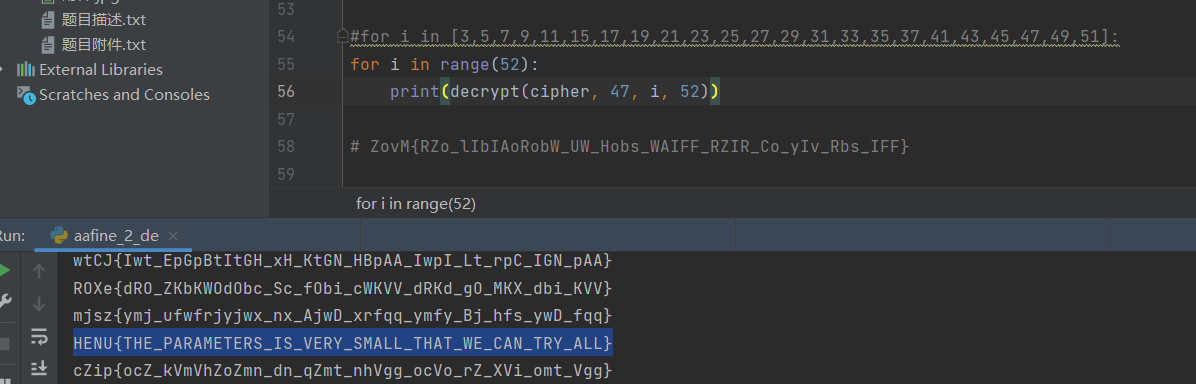 题目描述.txt
题目附件.txt
External Libraries
Scratches and Consoles
53
54 #for i in [3,5,7,9,11,15,17,19,21,23,25,27,29,31,33,35,37,41,43,45,47,49,51]:
55 for i in range(52):
56 print(decrypt(cipher, 47, i, 52))
57
58 # ZovM{RZo_lIbIAoRobW_UW_Hobs_WAIFF_RZIR_Co_yIv_Rbs_IFF}
59
for i in range(52)
Run: aafine_2_de ×
wtCJ{Iwt_EpGpBtItGH_xH_KtGN_HBpAA_IwpI_Lt_rpC_IGN_pAA}
ROXe{dRO_ZKbKWOdObc_Sc_fObi_cWKVV_dRKd_gO_MKX_dbi_KVV}
mjsz{ymj_ufwfrjyjwx_nx_AjwD_xrfqq_ymfy_Bj_hfs_ywD_fqq}
HENU{THE_PARAMETERS_IS_VERY_SMALL_THAT_WE_CAN_TRY_ALL}
cZip{ocZ_kVmVhZoZmn_dn_qZmt_nhVgg_ocVo_rZ_XVi_omt_Vgg}